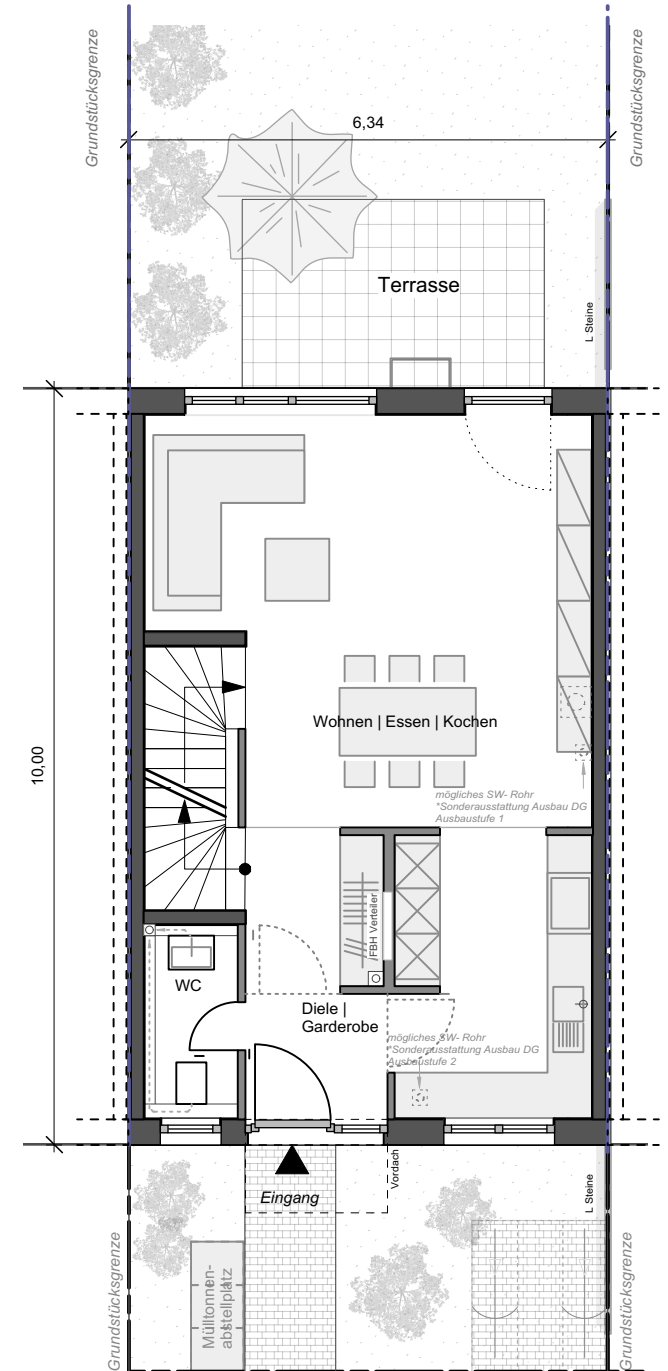 Grundstücksgrenze
Grundstücksgrenze
6,34
Terrasse
L Steine
10,00
Wohnen | Essen | Kochen
mögliches SW- Rohr
*Sonderausstattung Ausbau DG
Ausbaustufe 1
FBH Verteiler
WC
Diele |
Garderobe
mögliches SW- Rohr
*Sonderausstattung Ausbau DG
Ausbaustufe 2
Vordach
Eingang
L Steine
Mülltonnen-
abstellplatz
Grundstücksgrenze
Grundstücksgrenze